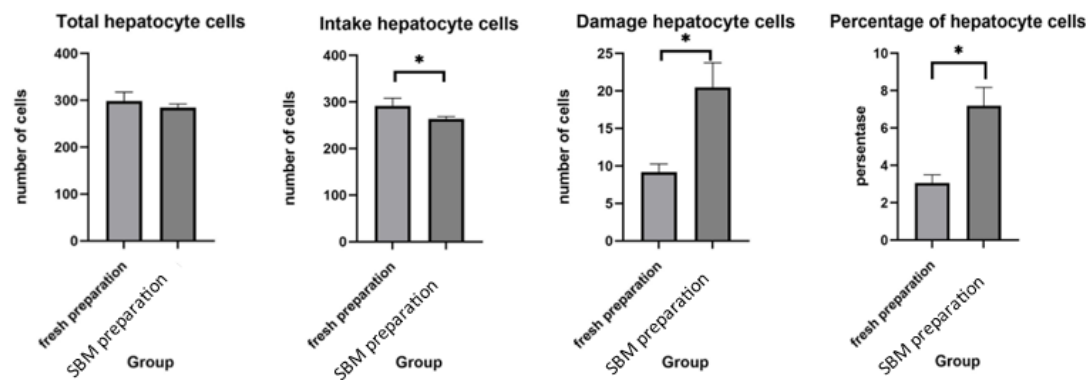 Total hepatocyte cells
number of cells
400
300
200
100
0
fresh preparation
SBM preparation
Group
Intake hepatocyte cells
*
number of cells
400
300
200
100
0
fresh preparation
SBM preparation
Group
Damage hepatocyte cells
*
number of cells
25
20
15
10
5
0
fresh preparation
SBM preparation
Group
Percentage of hepatocyte cells
*
persentase
10
8
6
4
2
0
fresh preparation
SBM preparation
Group